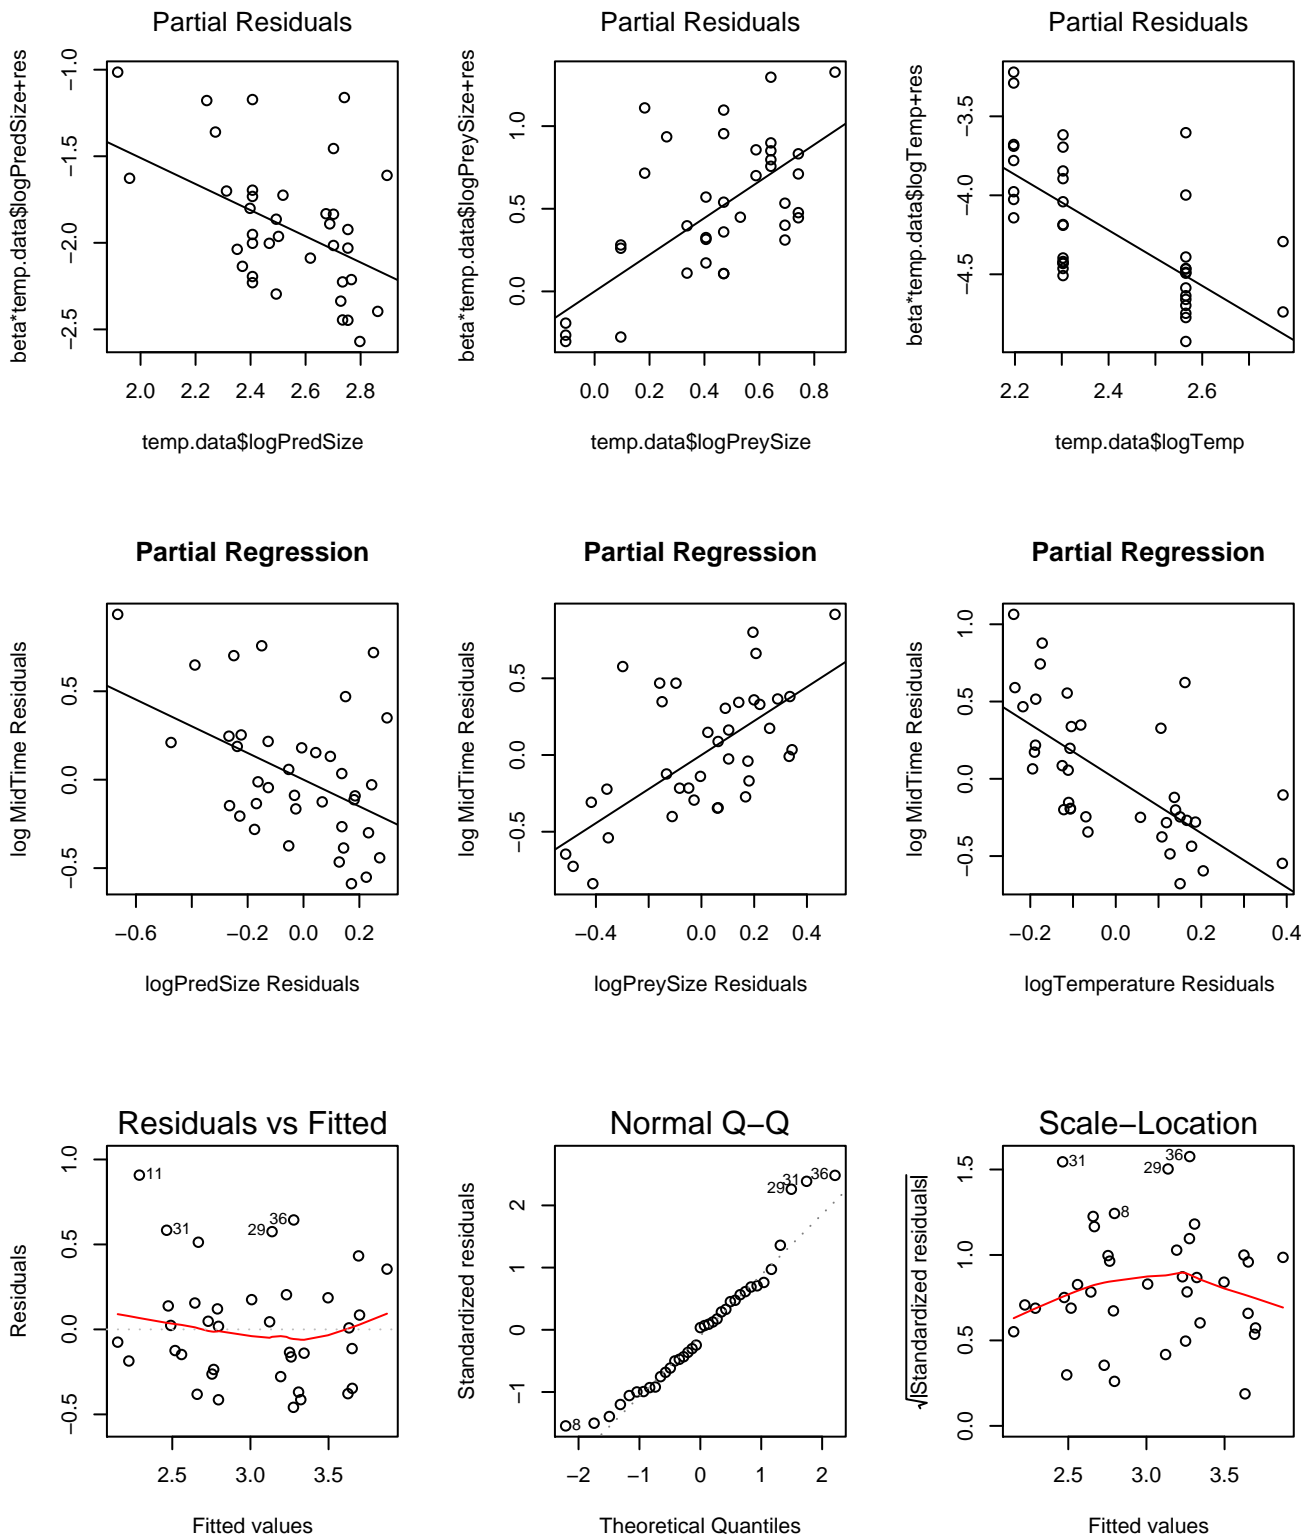 Partial Residuals
beta*temp.data$logPredSize+res
−1.0
−1.5
−2.0
−2.5
2.0 2.2 2.4 2.6 2.8
temp.data$logPredSize
Partial Residuals
beta*temp.data$logPreySize+res
1.0
0.5
0.0
0.0 0.2 0.4 0.6 0.8
temp.data$logPreySize
Partial Residuals
beta*temp.data$logTemp+res
−3.5
−4.0
−4.5
2.2 2.4 2.6
temp.data$logTemp
Partial Regression
log MidTime Residuals
0.5
0.0
−0.5
−0.6 −0.2 0.0 0.2
logPredSize Residuals
Partial Regression
log MidTime Residuals
0.5
0.0
−0.5
−0.4 0.0 0.2 0.4
logPreySize Residuals
Partial Regression
log MidTime Residuals
1.0
0.5
0.0
−0.5
−0.2 0.0 0.2 0.4
logTemperature Residuals
Residuals vs Fitted
Residuals
1.0
0.5
0.0
−0.5
11
31
36
29
2.5 3.0 3.5
Fitted values
Normal Q−Q
Standardized residuals
2
1
0
−1
36
31
29
8
−2 −1 0 1 2
Theoretical Quantiles
Scale−Location
√|Standardized residuals|
1.5
1.0
0.5
0.0
36
31
29
8
2.5 3.0 3.5
Fitted values